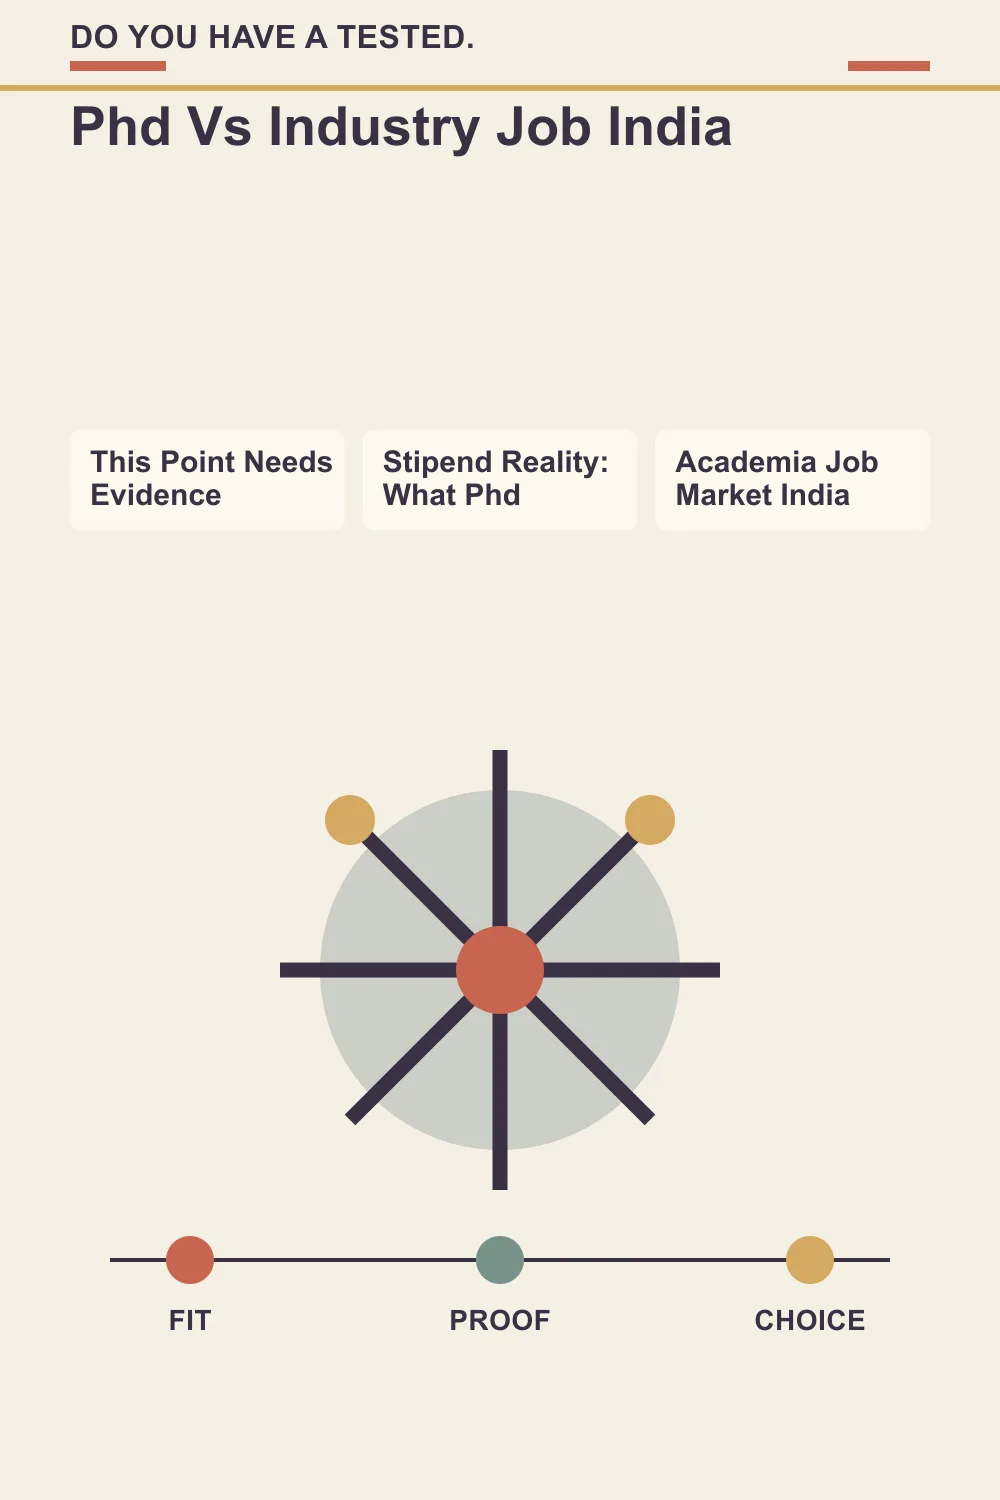 DO YOU HAVE A TESTED.
Phd Vs Industry Job India
This Point Needs
Evidence
Stipend Reality:
What Phd
Academia Job
Market India
FIT
PROOF
CHOICE